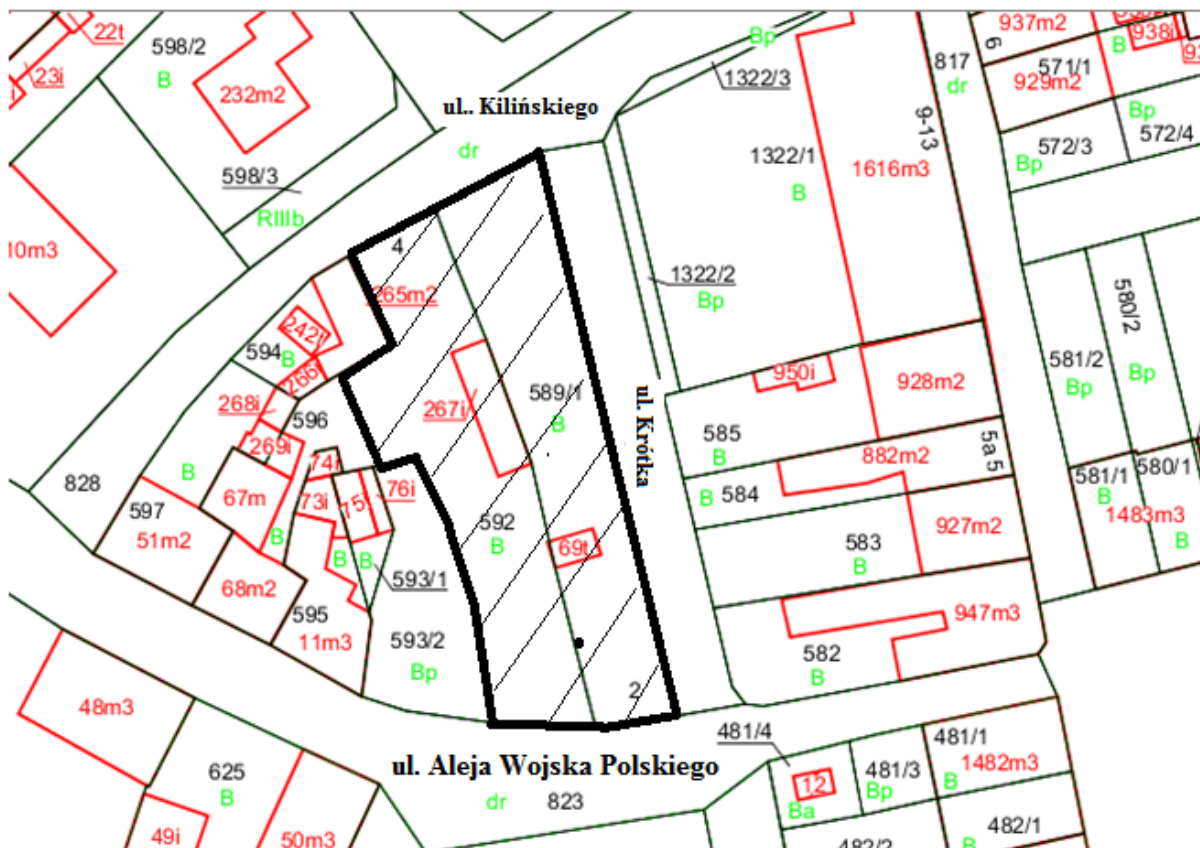 22t
23i
598/2
B
232m2
598/3
RIIIb
10m3
ul.. Kilińskiego
dr
Bp
1322/3
1322/1
B
1616m3
9-13
817
dr
6
937m2
B
938i
571/1
929m2
Bp
572/3
Bp
572/4
1322/2
Bp
4
265m2
242i
594
B
266i
268i
596
269i
267i
589/1
B
ul. Krótka
950i
928m2
585
B
882m2
5a 5
B
584
927m2
583
B
947m3
582
B
580/2
581/2
Bp
Bp
581/1
B
580/1
1483m3
B
828
B
67m
74i
73i
75i
76i
597
51m2
B
B
B
593/1
68m2
595
11m3
593/2
Bp
592
B
69t
2
48m3
625
B
49i
50m3
ul. Aleja Wojska Polskiego
dr
823
481/4
12
Ba
481/3
Bp
481/1
B
1482m3
482/1
B
482/2